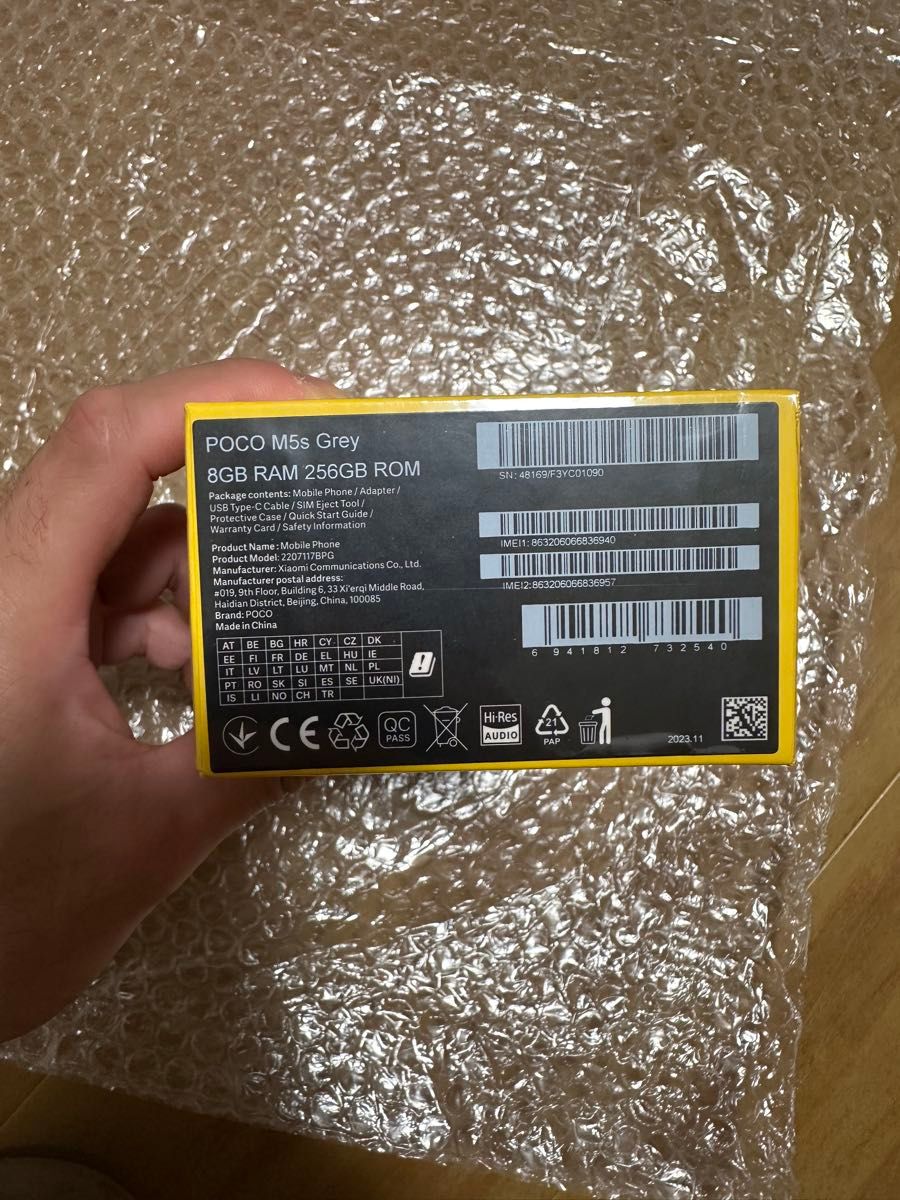 POCO M5s Grey
8GB RAM 256GB ROM
Package contents: Mobile Phone / Adapter /
USB Type-C Cable / SIM Eject Tool /
Protective Case / Quick Start Guide /
Warranty Card / Safety Information
Product Name : Mobile Phone
Product Model: 2207117BPG
Manufacturer: Xiaomi Communications Co., Ltd.
Manufacturer postal address:
#019, 9th Floor, Building 6, 33 Xi'erqi Middle Road,
Haidian District, Beijing, China, 100085
Brand: POCO
Made in China
AT BE BG HR CY CZ DK
EE FI FR DE EL HU IE
IT LV LT LU MT NL PL
PT RO SK SI ES SE UK(NI)
IS LI NO CH TR
SN: 48169/F3YC01090
IMEI1: 863206066836940
IMEI2: 863206066836957
6 941812 732540
CE
QC
PASS
Hi-Res
AUDIO
21
PAP
2023.11